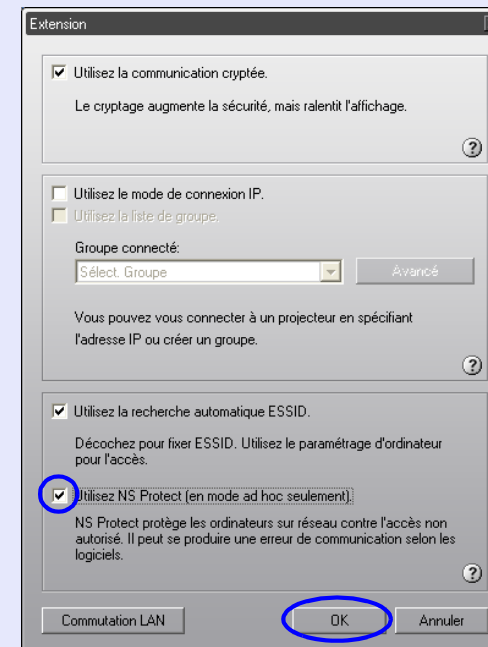 Extension
Utilisez la communication cryptée.
Le cryptage augmente la sécurité, mais ralentit l'affichage.
?
Utilisez le mode de connexion IP.
Utilisez la liste de groupe.
Groupe connecté:
Sélect. Groupe
Avancé
Vous pouvez vous connecter à un projecteur en spécifiant
l'adresse IP ou créer un groupe.
?
Utilisez la recherche automatique ESSID.
Décochez pour fixer ESSID. Utilisez le paramétrage d'ordinateur
pour l'accès.
Utilisez NS Protect (en mode ad hoc seulement).
NS Protect protège les ordinateurs sur réseau contre l'accès non
autorisé. Il peut se produire une erreur de communication selon les
logiciels.
?
Commutation LAN
OK
Annuler